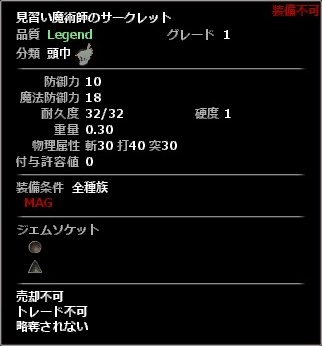 装備不可
見習い魔術師のサークレット
品質 Legend グレード 1
分類 頭巾
防御力 10
魔法防御力 18
耐久度 32/32 硬度 1
重量 0.30
物理属性 斬30 打40 突30
付与許容値 0
装備条件 全種族
MAG
ジェムソケット
売却不可
トレード不可
略奪されない